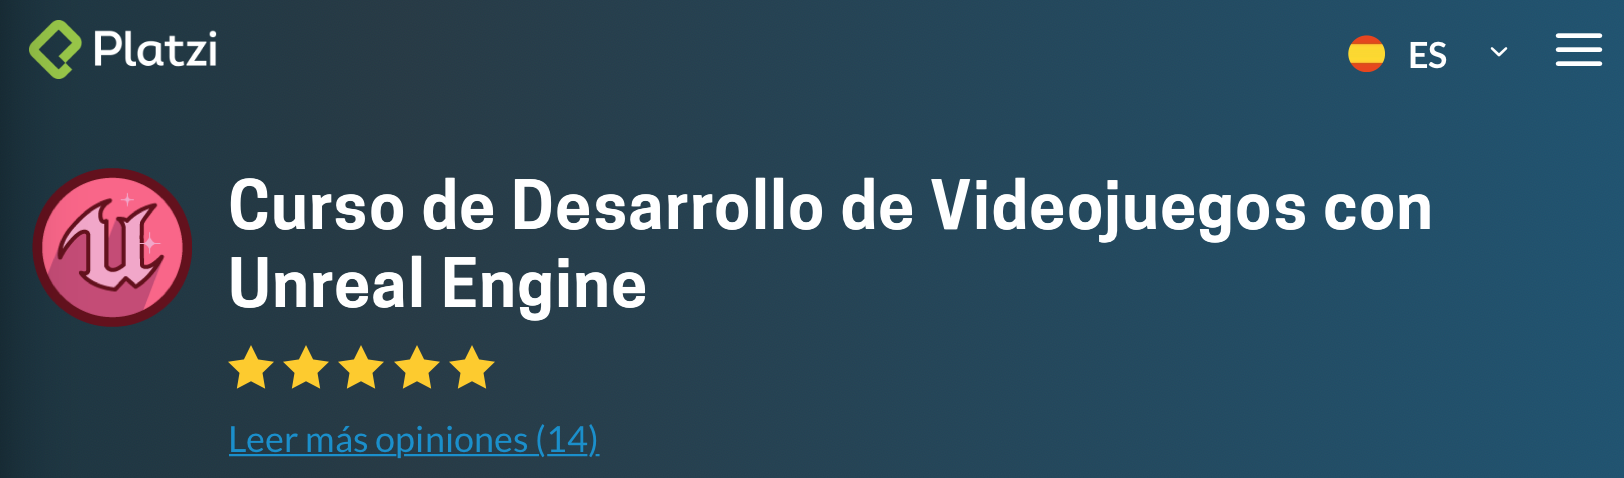 Platzi
ES
Curso de Desarrollo de Videojuegos con
Unreal Engine
Leer más opiniones (14)